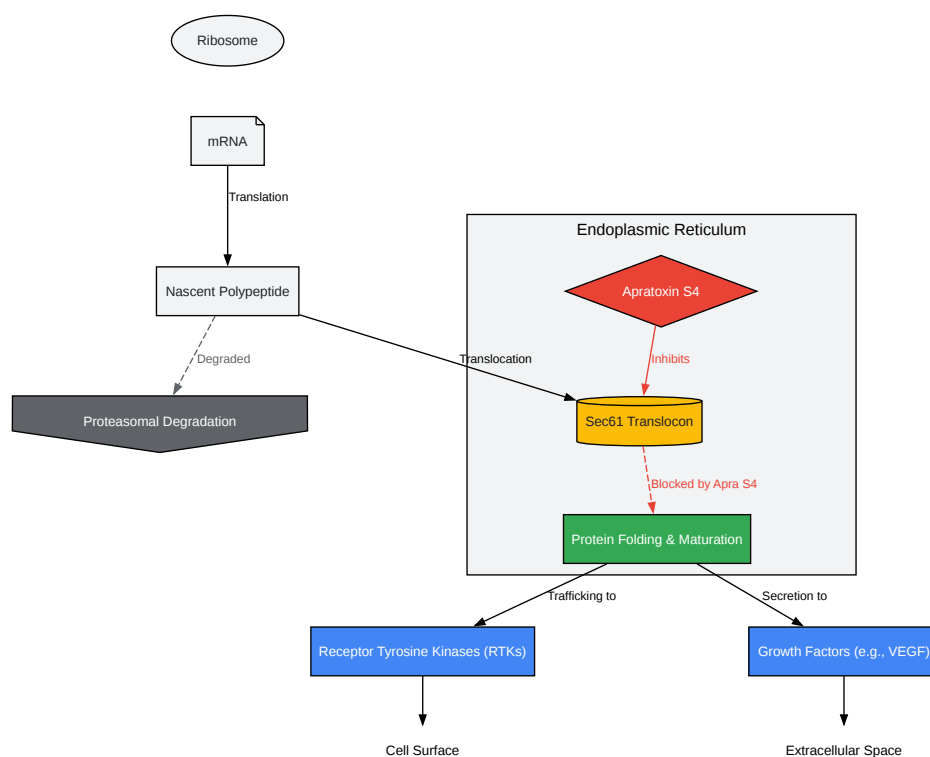 Ribosome
mRNA
Translation
Endoplasmic Reticulum
Nascent Polypeptide
Apratoxin S4
Degraded
Translocation
Inhibits
Proteasomal Degradation
Sec61 Translocon
Blocked by Apra S4
Protein Folding & Maturation
Trafficking to
Secretion to
Receptor Tyrosine Kinases (RTKs)
Growth Factors (e.g., VEGF)
Cell Surface
Extracellular Space